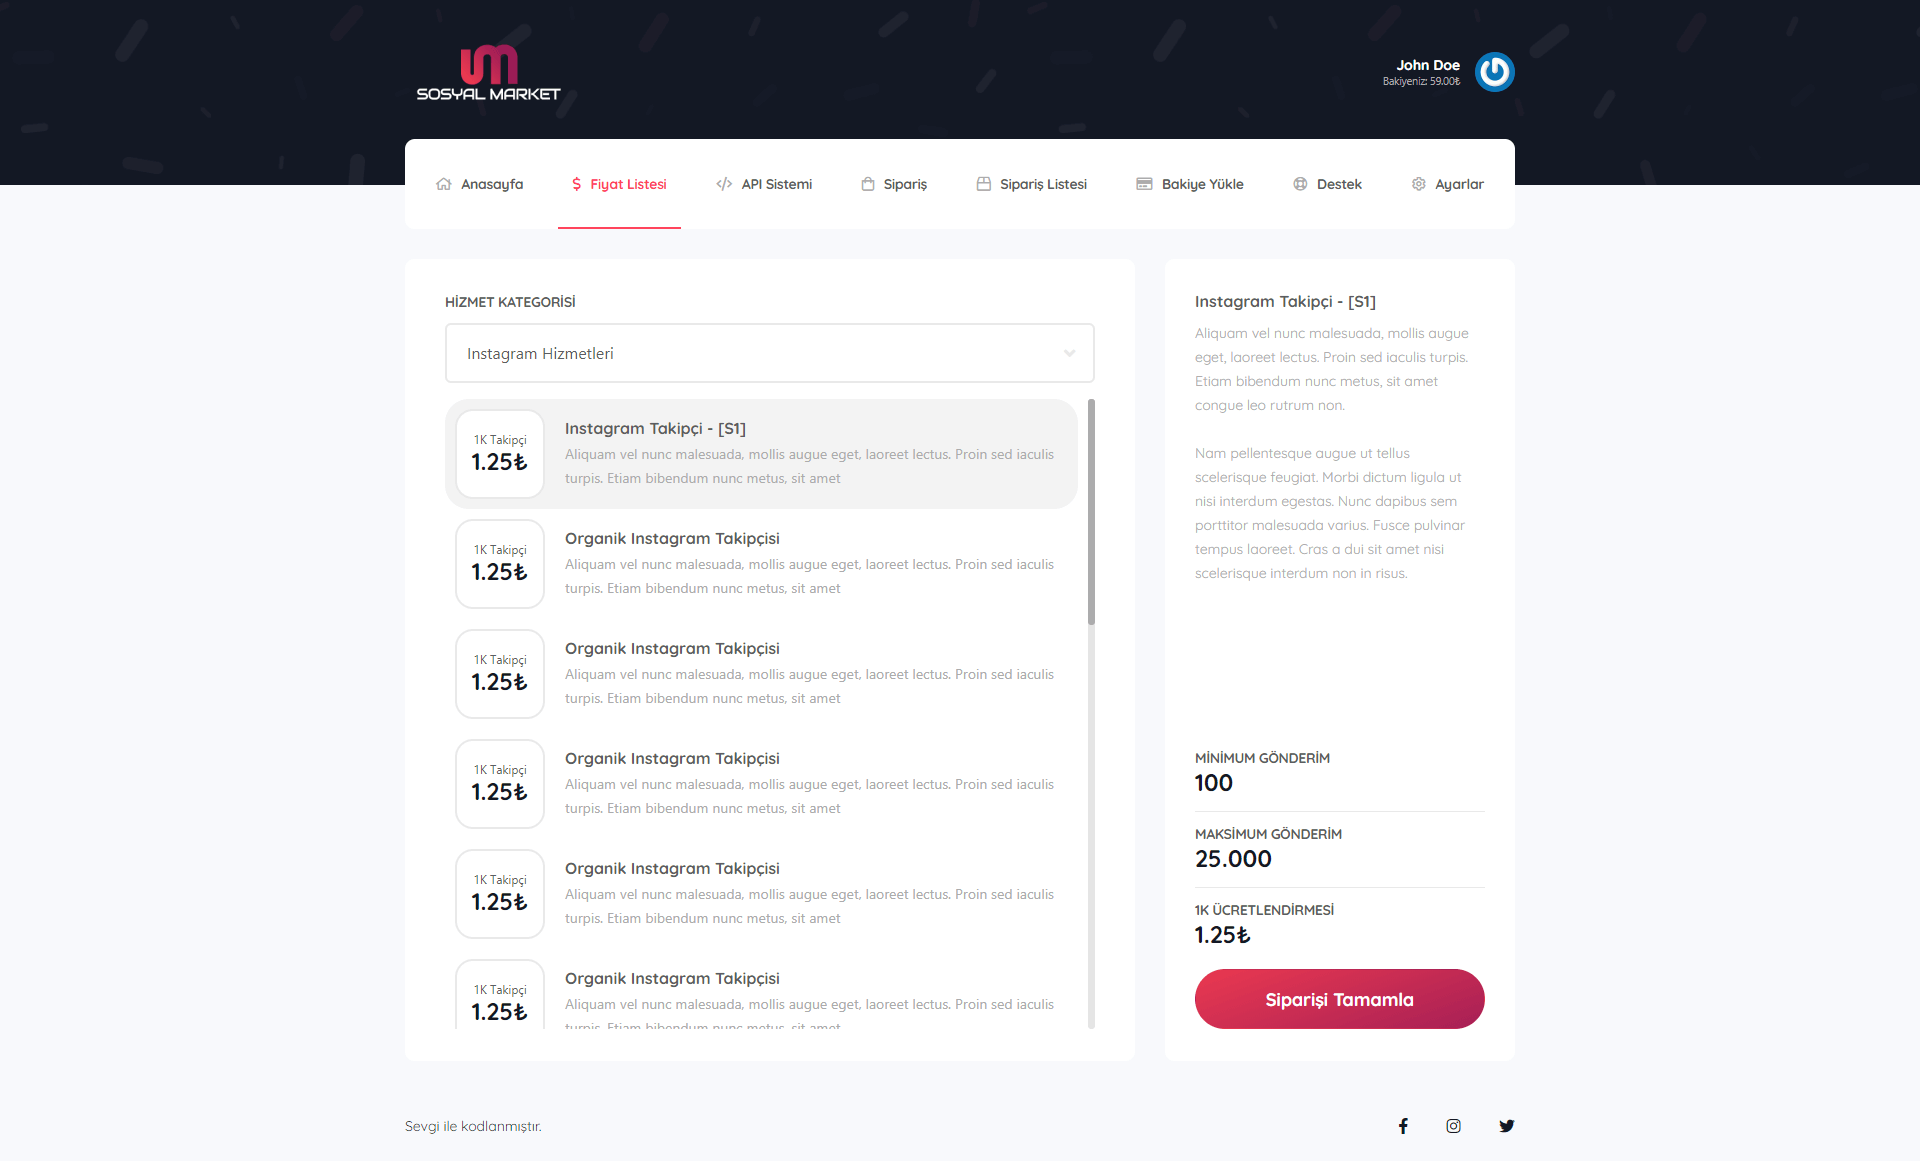 SOSYAL MARKET
John Doe
Bakiyeniz: 59.00₺
Anasayfa
Fiyat Listesi
API Sistemi
Sipariş
Sipariş Listesi
Bakiye Yükle
Destek
Ayarlar
HİZMET KATEGORİSİ
Instagram Hizmetleri
1K Takipçi
1.25₺
Instagram Takipçi - [S1]
Aliquam vel nunc malesuada, mollis augue eget, laoreet lectus. Proin sed iaculis
turpis. Etiam bibendum nunc metus, sit amet
1K Takipçi
1.25₺
Organik Instagram Takipçisi
Aliquam vel nunc malesuada, mollis augue eget, laoreet lectus. Proin sed iaculis
turpis. Etiam bibendum nunc metus, sit amet
1K Takipçi
1.25₺
Organik Instagram Takipçisi
Aliquam vel nunc malesuada, mollis augue eget, laoreet lectus. Proin sed iaculis
turpis. Etiam bibendum nunc metus, sit amet
1K Takipçi
1.25₺
Organik Instagram Takipçisi
Aliquam vel nunc malesuada, mollis augue eget, laoreet lectus. Proin sed iaculis
turpis. Etiam bibendum nunc metus, sit amet
1K Takipçi
1.25₺
Organik Instagram Takipçisi
Aliquam vel nunc malesuada, mollis augue eget, laoreet lectus. Proin sed iaculis
turpis. Etiam bibendum nunc metus, sit amet
1K Takipçi
1.25₺
Organik Instagram Takipçisi
Aliquam vel nunc malesuada, mollis augue eget, laoreet lectus. Proin sed iaculis
turpis. Etiam bibendum nunc metus, sit amet
Instagram Takipçi - [S1]
Aliquam vel nunc malesuada, mollis augue
eget, laoreet lectus. Proin sed iaculis turpis.
Etiam bibendum nunc metus, sit amet
congue leo rutrum non.
Nam pellentesque augue ut tellus
scelerisque feugiat. Morbi dictum ligula ut
nisi interdum egestas. Nunc dapibus sem
porttitor malesuada varius. Fusce pulvinar
tempus laoreet. Cras a dui sit amet nisi
scelerisque interdum non in risus.
MİNİMUM GÖNDERİM
100
MAKSİMUM GÖNDERİM
25.000
1K ÜCRETLENDİRMESİ
1.25₺
Siparişi Tamamla
Sevgi ile kodlanmıştır.